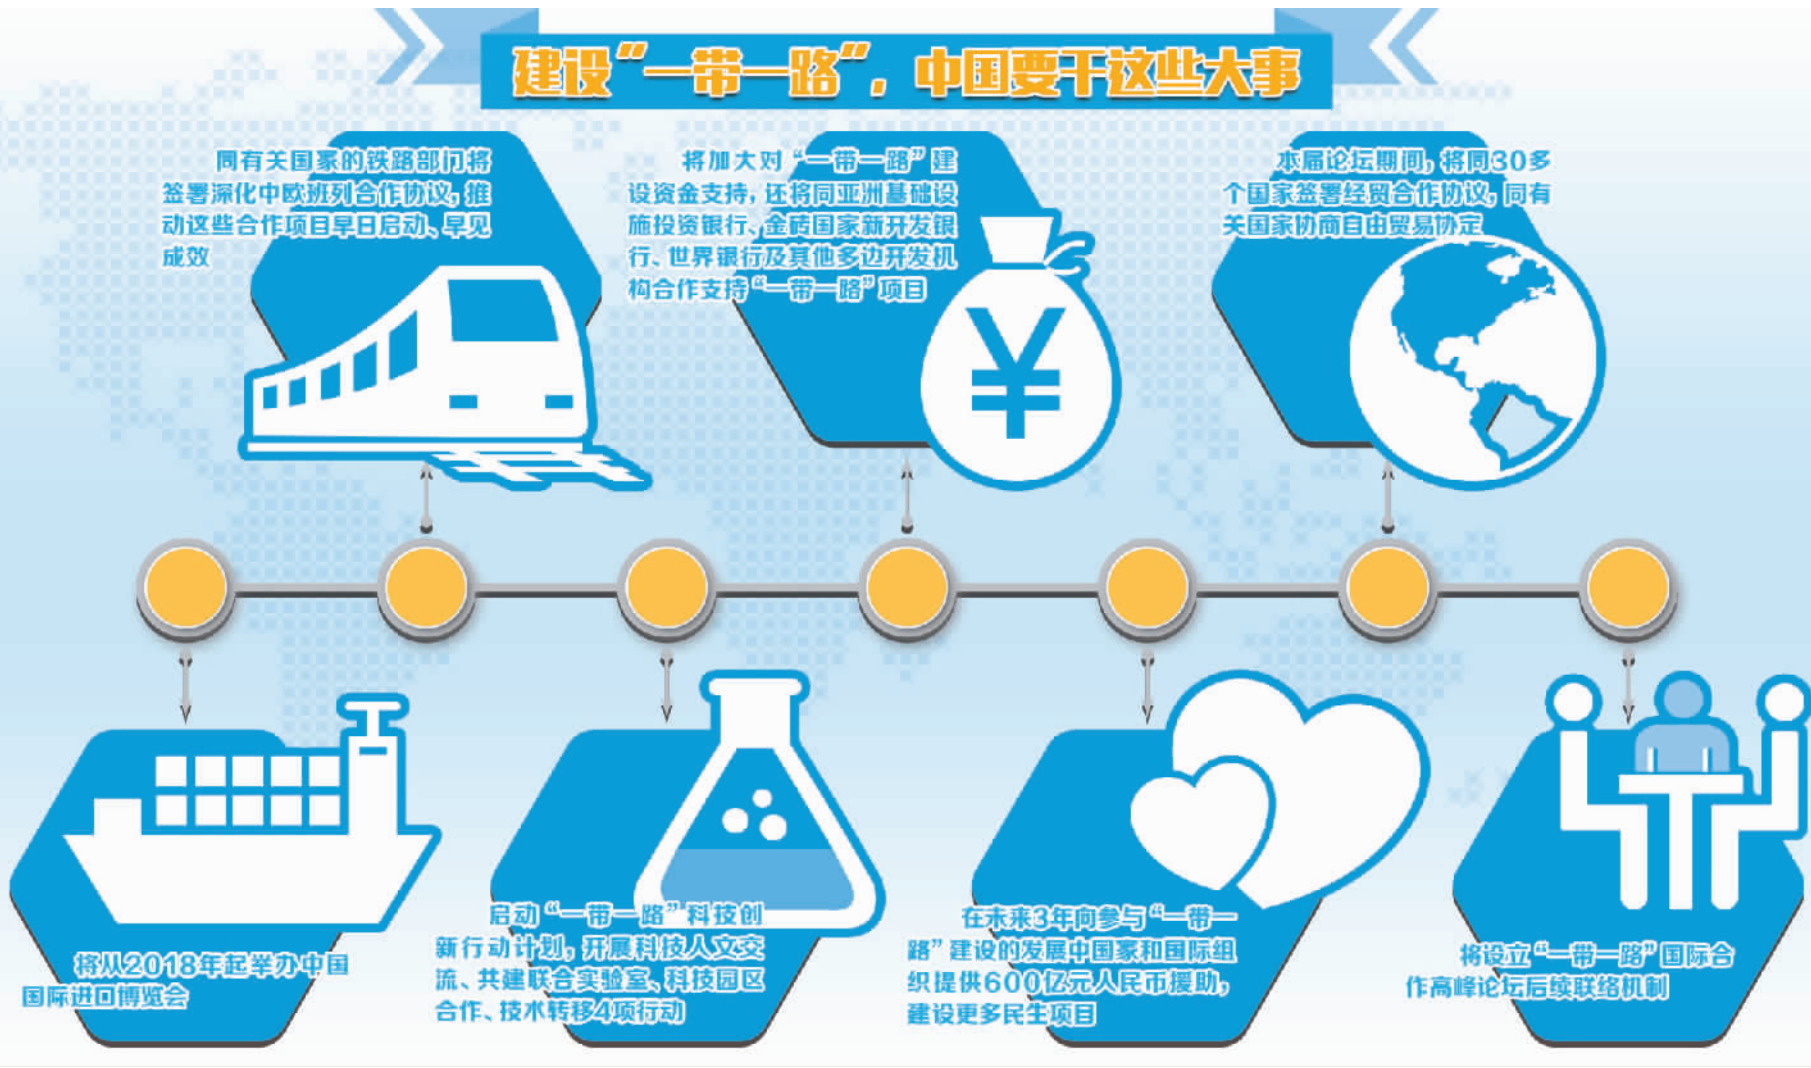 建设“一带一路”，中国要干这些大事
同有关国家的铁路部门将
签署深化中欧班列合作协议，推
动这些合作项目早日启动、早见
成效
将加大对“一带一路”建
设资金支持，还将同亚洲基础设
施投资银行、金砖国家新开发银
行、世界银行及其他多边开发机
构合作支持“一带一路”项目
本届论坛期间，将同30多
个国家签署经贸合作协议，同有
关国家协商自由贸易协定
¥
将从2018年起举办中国
国际进口博览会
启动“一带一路”科技创
新行动计划，开展科技人文交
流、共建联合实验室、科技园区
合作、技术转移4项行动
在未来3年向参与“一带一
路”建设的发展中国家和国际组
织提供600亿元人民币援助，
建设更多民生项目
将设立“一带一路”国际合
作高峰论坛后续联络机制